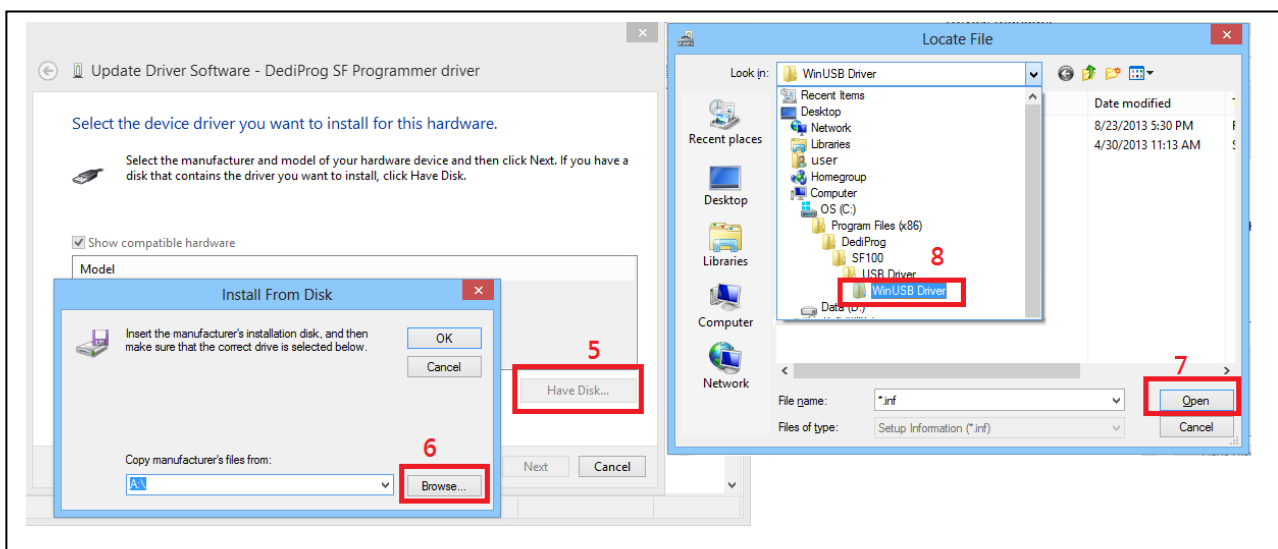 Update Driver Software - DediProg SF Programmer driver
Select the device driver you want to install for this hardware.
Select the manufacturer and model of your hardware device and then click Next. If you have a
disk that contains the driver you want to install, click Have Disk.
Show compatible hardware
Model
5
Have Disk...
Next
Cancel
Install From Disk
Insert the manufacturer's installation disk, and then
make sure that the correct drive is selected below.
OK
Cancel
Copy manufacturer's files from:
6
A:\
Browse...
Locate File
Look in:
WinUSB Driver
Recent places
Desktop
Libraries
Computer
Network
Recent Items
Desktop
Network
Libraries
user
Homegroup
Computer
OS (C:)
Program Files (x86)
DediProg
SF100
8
USB Driver
WinUSB Driver
Data (D:)
Date modified
8/23/2013 5:30 PM
4/30/2013 11:13 AM
7
File name:
*.inf
Open
Files of type:
Setup Information (*.inf)
Cancel